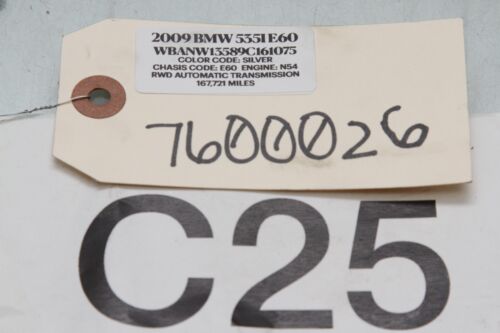 2009 BMW 535I E60
WBANW13589C161075
COLOR CODE: SILVER
CHASIS CODE: E60 ENGINE: N54
RWD AUTOMATIC TRANSMISSION
167,721 MILES
7600026
C25